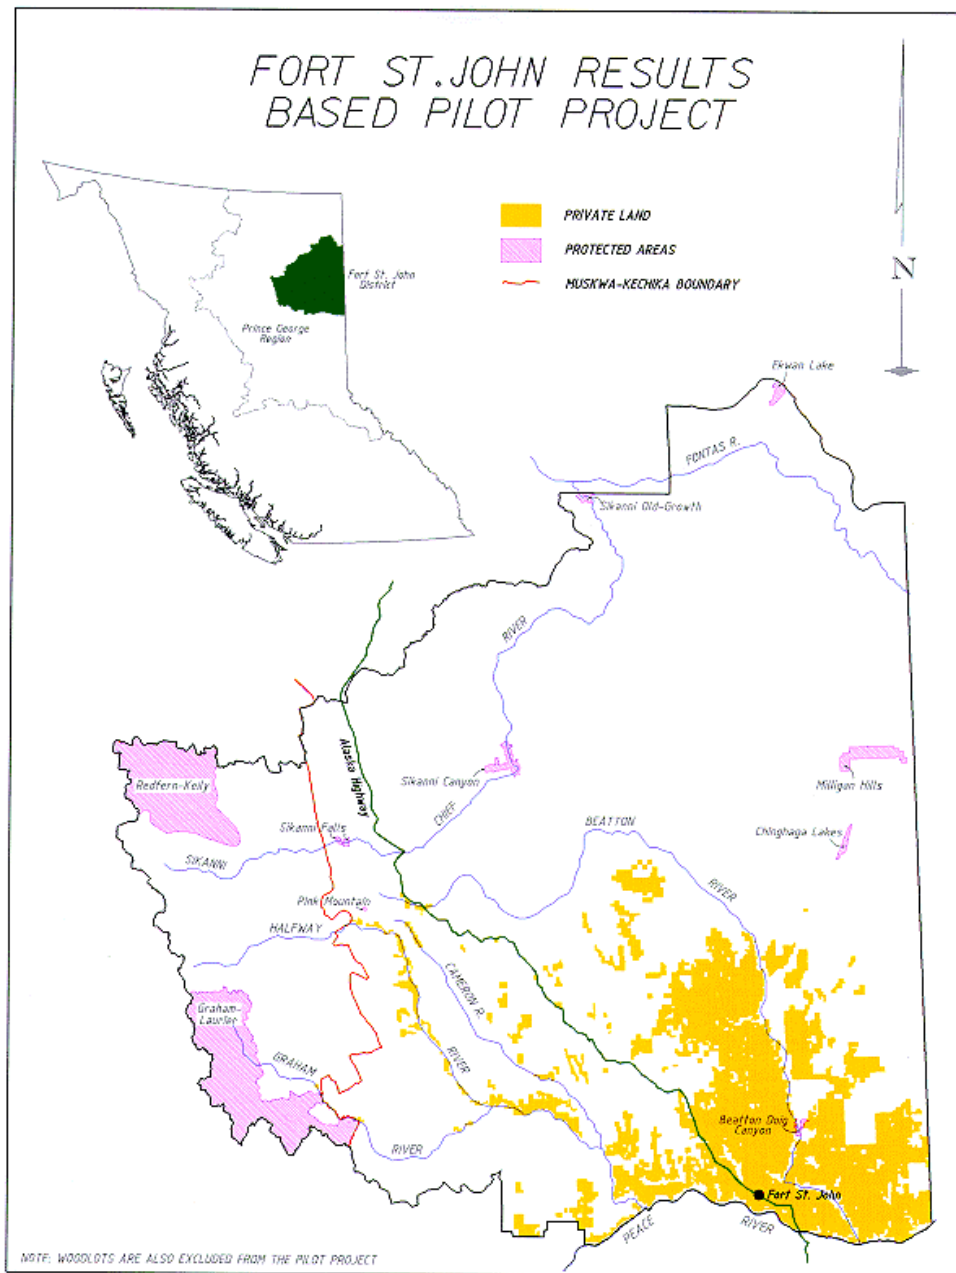 FORT ST.JOHN RESULTS
BASED PILOT PROJECT
PRIVATE LAND
PROTECTED AREAS
MUSKWA-KECHIKA BOUNDARY
N
Fort St. John
District
Prince George
Region
Ekwan Lake
FONTAS R.
Sikanni Old-Growth
RIVER
Alaska Highway
Redfern-Keily
Sikanni Canyon
Milligan Hills
CHIEF
Sikanni Falls
BEATTON
Chinghaga Lakes
SIKANNI
RIVER
Pink Mountain
HALFWAY
CAMERON R.
Graham-
Laurier
GRAHAM
RIVER
Beatton Doig
Canyon
RIVER
Fort St. John
PEACE
RIVER
NOTE: WOODLOTS ARE ALSO EXCLUDED FROM THE PILOT PROJECT